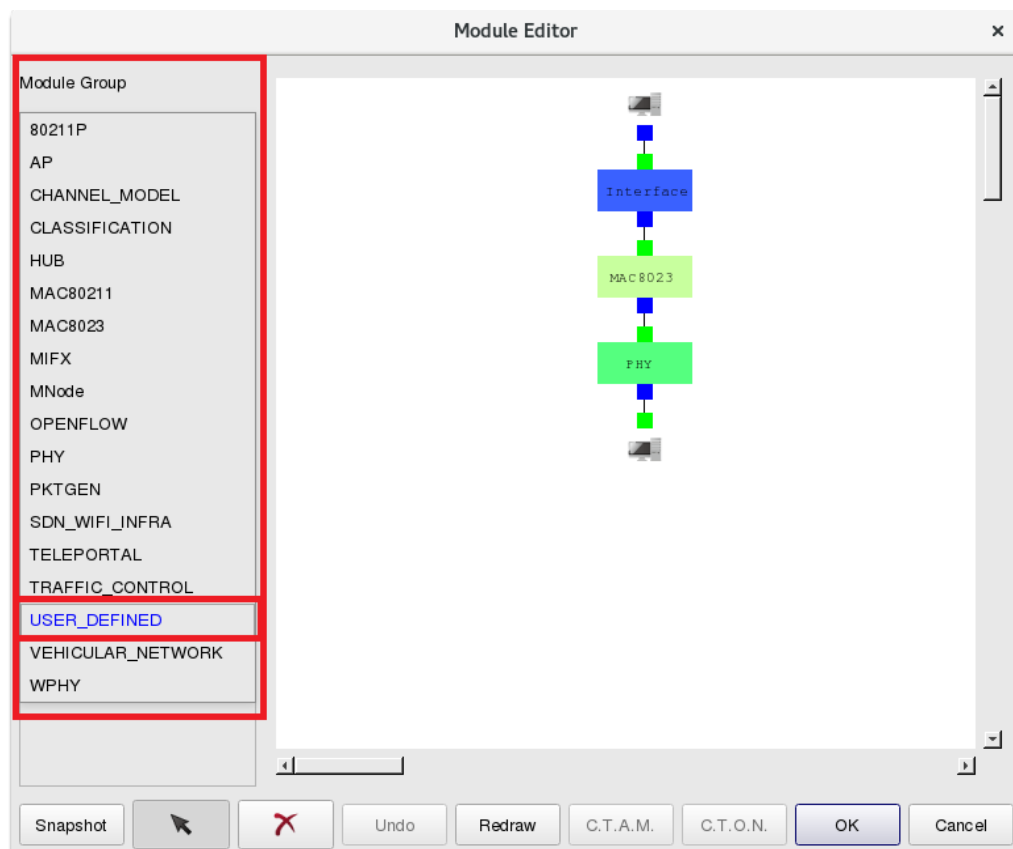 Module Editor
×
Module Group
80211P
AP
CHANNEL_MODEL
CLASSIFICATION
HUB
MAC80211
MAC8023
MIFX
MNode
OPENFLOW
PHY
PKTGEN
SDN_WIFI_INFRA
TELEPORTAL
TRAFFIC_CONTROL
USER_DEFINED
VEHICULAR_NETWORK
WPHY
Interface
MAC8023
PHY
Snapshot Undo Redraw C.T.A.M. C.T.O.N. OK Cancel